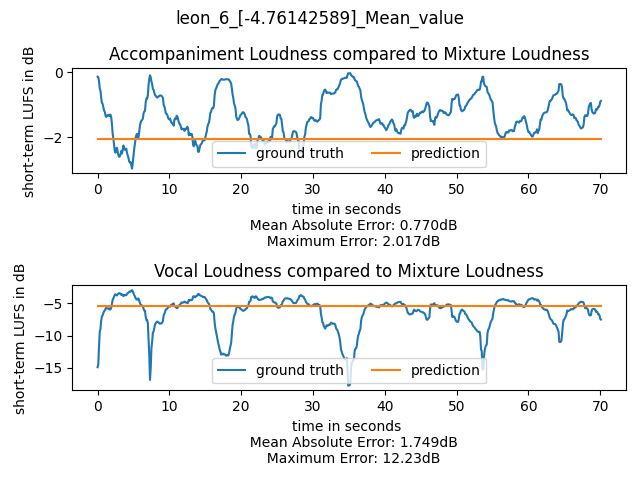 leon_6_[-4.76142589]_Mean_value
Accompaniment Loudness compared to Mixture Loudness
short-term LUFS in dB
0
−2
ground truth
prediction
0 10 20 30 40 50 60 70
time in seconds
Mean Absolute Error: 0.770dB
Maximum Error: 2.017dB
Vocal Loudness compared to Mixture Loudness
short-term LUFS in dB
−5
−10
−15
ground truth
prediction
0 10 20 30 40 50 60 70
time in seconds
Mean Absolute Error: 1.749dB
Maximum Error: 12.23dB